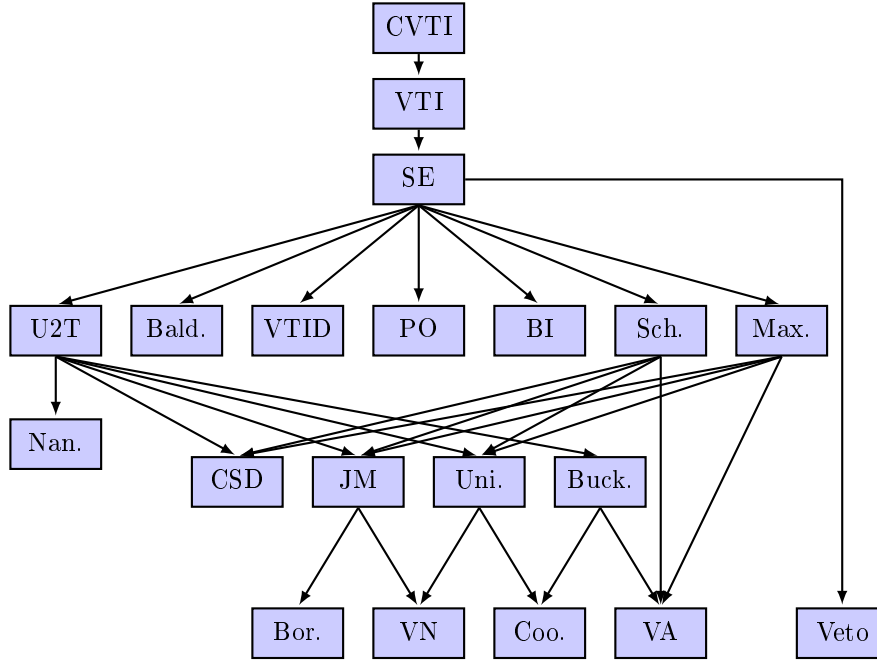 CVTI
VTI
SE
U2T Bald. VTID PO BI Sch. Max.
Nan.
CSD JM Uni. Buck.
Bor. VN Coo. VA Veto